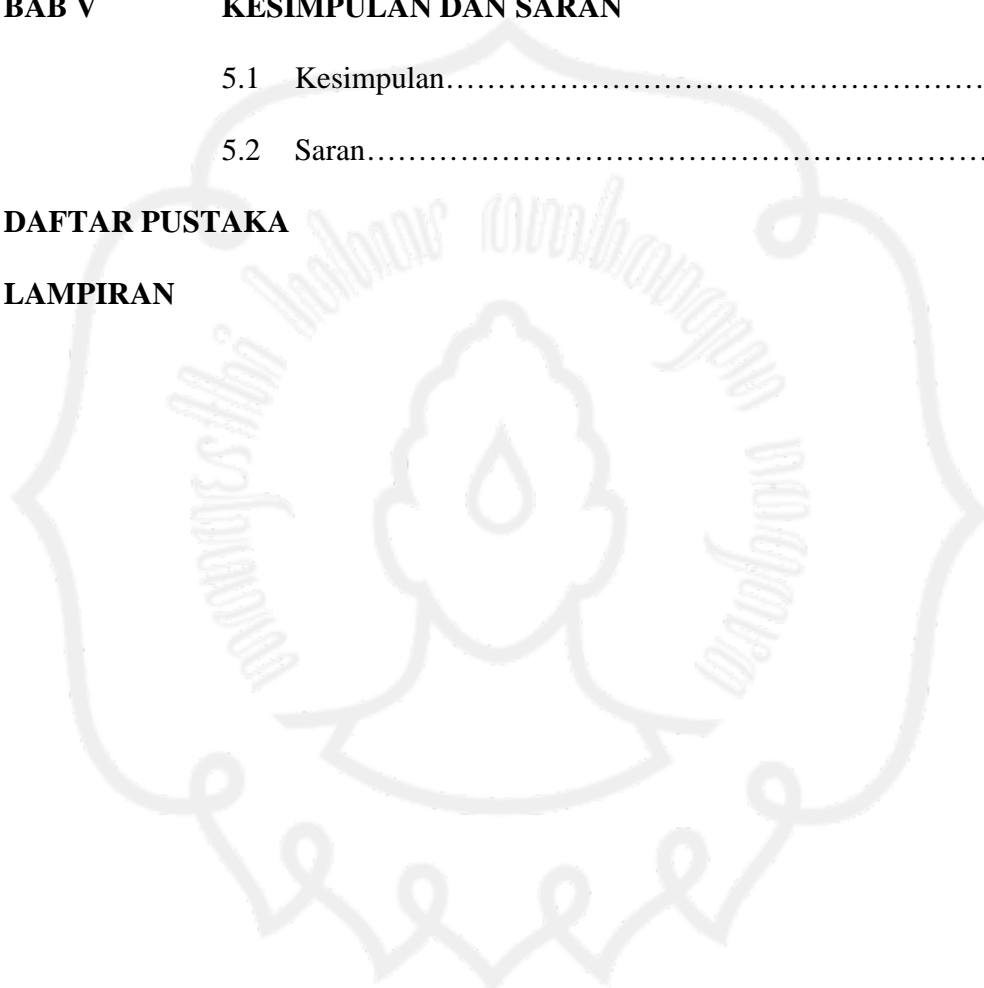 BAB V KESIMPULAN DAN SARAN
5.1 Kesimpulan……………………………………………
5.2 Saran……………………………………………………
DAFTAR PUSTAKA
LAMPIRAN